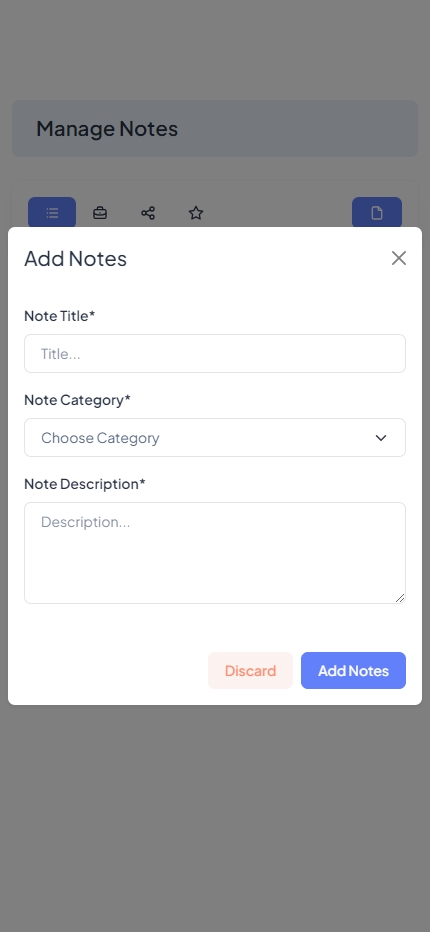 Manage Notes
Add Notes
Note Title*
Title...
Note Category*
Choose Category
Note Description*
Description...
Discard
Add Notes